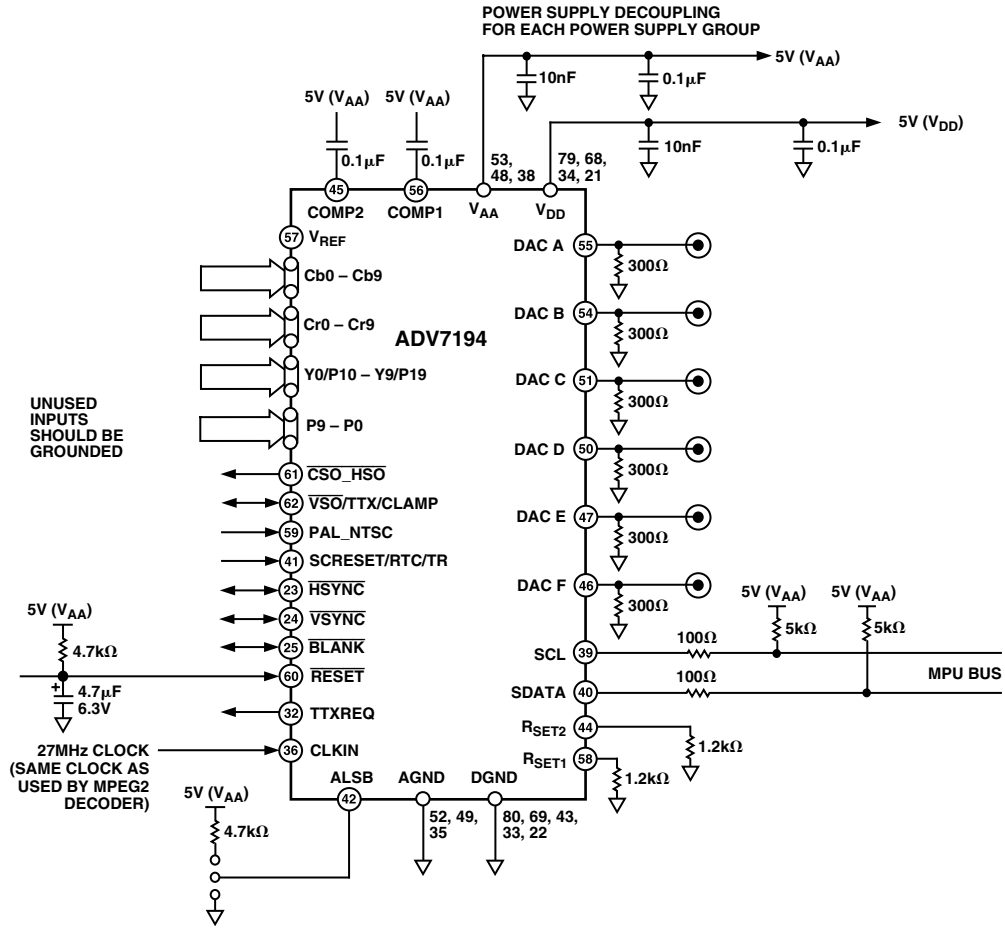 POWER SUPPLY DECOUPLING
FOR EACH POWER SUPPLY GROUP
5V (VAA)
10nF
0.1µF
5V (VAA)
5V (VAA)
5V (VDD)
0.1µF
0.1µF
10nF
0.1µF
53,
48, 38
79, 68,
34, 21
45
56
COMP2
COMP1
VAA
VDD
57
VREF
Cb0 – Cb9
Cr0 – Cr9
Y0/P10 – Y9/P19
P9 – P0
ADV7194
UNUSED
INPUTS
SHOULD BE
GROUNDED
DAC A
55
300Ω
DAC B
54
300Ω
DAC C
51
300Ω
DAC D
50
300Ω
DAC E
47
300Ω
DAC F
46
300Ω
61
CSO_HSO
62
VSO/TTX/CLAMP
59
PAL_NTSC
41
SCRESET/RTC/TR
23
HSYNC
24
VSYNC
25
BLANK
60
RESET
32
TTXREQ
36
CLKIN
5V (VAA)
4.7kΩ
+
4.7µF
6.3V
27MHz CLOCK
(SAME CLOCK AS
USED BY MPEG2
DECODER)
5V (VAA)
5V (VAA)
5kΩ
5kΩ
SCL
39
100Ω
SDATA
40
100Ω
MPU BUS
RSET2
44
1.2kΩ
RSET1
58
1.2kΩ
ALSB
42
AGND
52, 49,
35
DGND
80, 69, 43,
33, 22
5V (VAA)
4.7kΩ